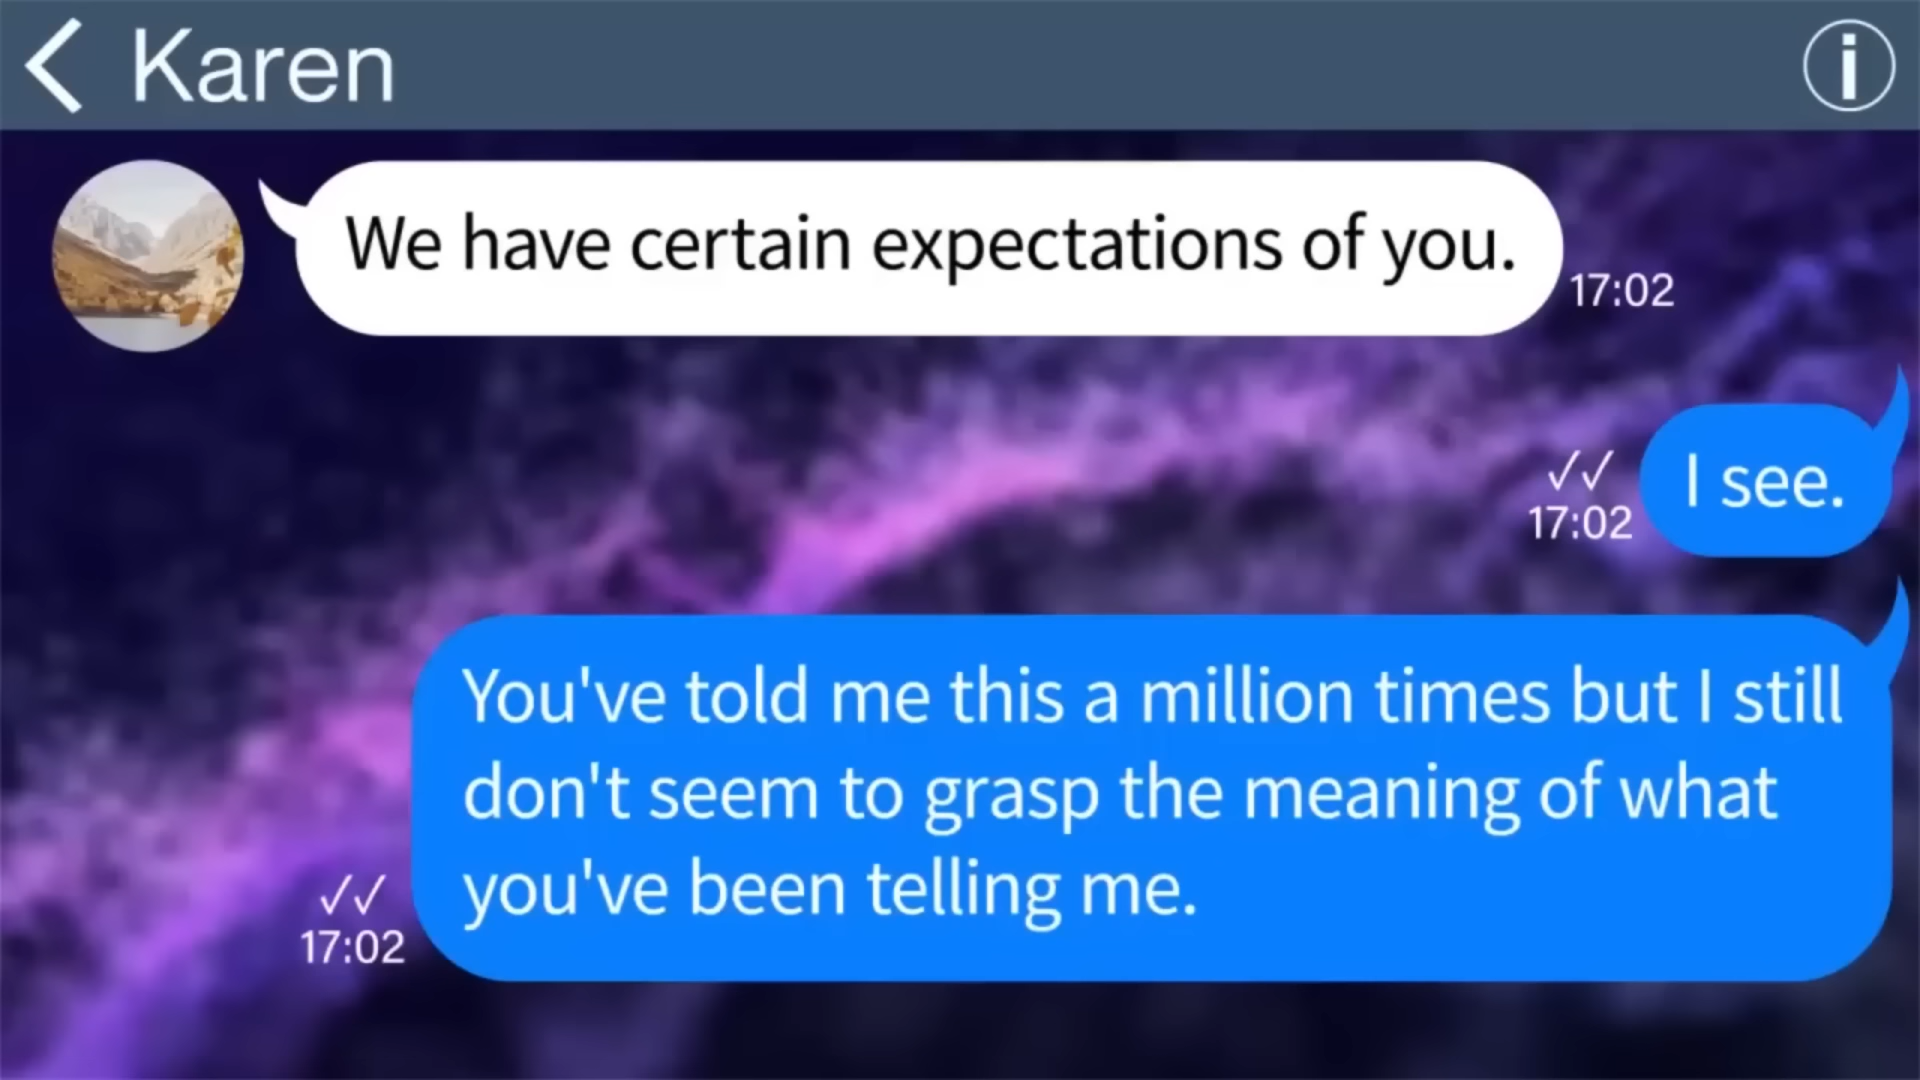 Karen
We have certain expectations of you.
17:02
I see.
17:02
You've told me this a million times but I still
don't seem to grasp the meaning of what
you've been telling me.
17:02